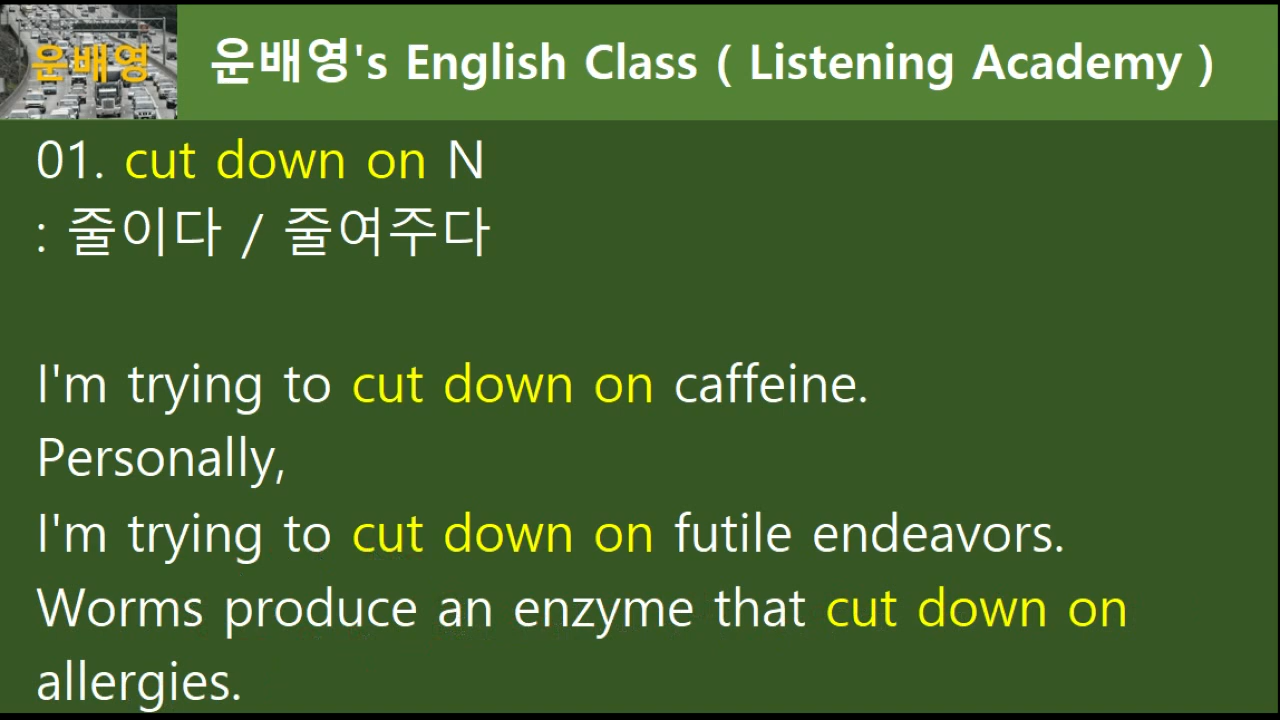 운배영
운배영's English Class ( Listening Academy )
01. cut down on N
: 줄이다 / 줄여주다
I'm trying to cut down on caffeine.
Personally,
I'm trying to cut down on futile endeavors.
Worms produce an enzyme that cut down on
allergies.